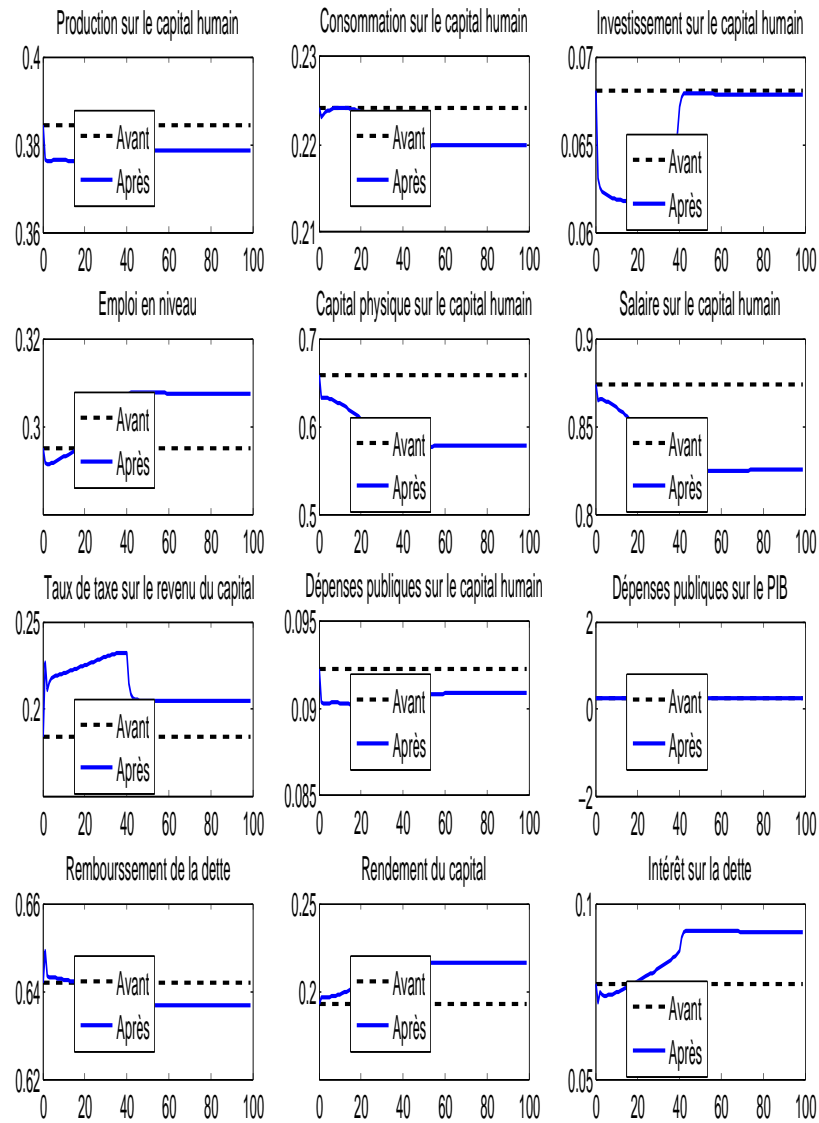 Production sur le capital humain
Consommation sur le capital humain
Investissement sur le capital humain
0.4
0.38
0.36
0 20 40 60 80 100
Avant
Après
0.23
0.22
0.21
0 20 40 60 80 100
Avant
Après
0.07
0.065
0.06
0 20 40 60 80 100
Avant
Après
Emploi en niveau
Capital physique sur le capital humain
Salaire sur le capital humain
0.32
0.3
0 20 40 60 80 100
Avant
Après
0.7
0.6
0.5
0 20 40 60 80 100
Avant
Après
0.9
0.85
0.8
0 20 40 60 80 100
Avant
Après
Taux de taxe sur le revenu du capital
Dépenses publiques sur le capital humain
Dépenses publiques sur le PIB
0.25
0.2
0 20 40 60 80 100
Avant
Après
0.095
0.09
0.085
0 20 40 60 80 100
Avant
Après
2
0
−2
0 20 40 60 80 100
Avant
Après
Rembourssement de la dette
Rendement du capital
Intérêt sur la dette
0.66
0.64
0.62
0 20 40 60 80 100
Avant
Après
0.25
0.2
0 20 40 60 80 100
Avant
Après
0.1
0.05
0 20 40 60 80 100
Avant
Après